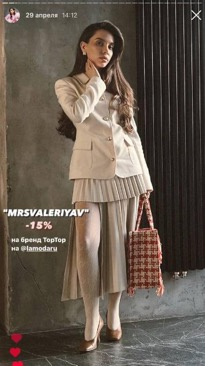 29 апреля 14:12
"MRSVALERIYAV"
-15%
на бренд TopTop
на @lamodaru